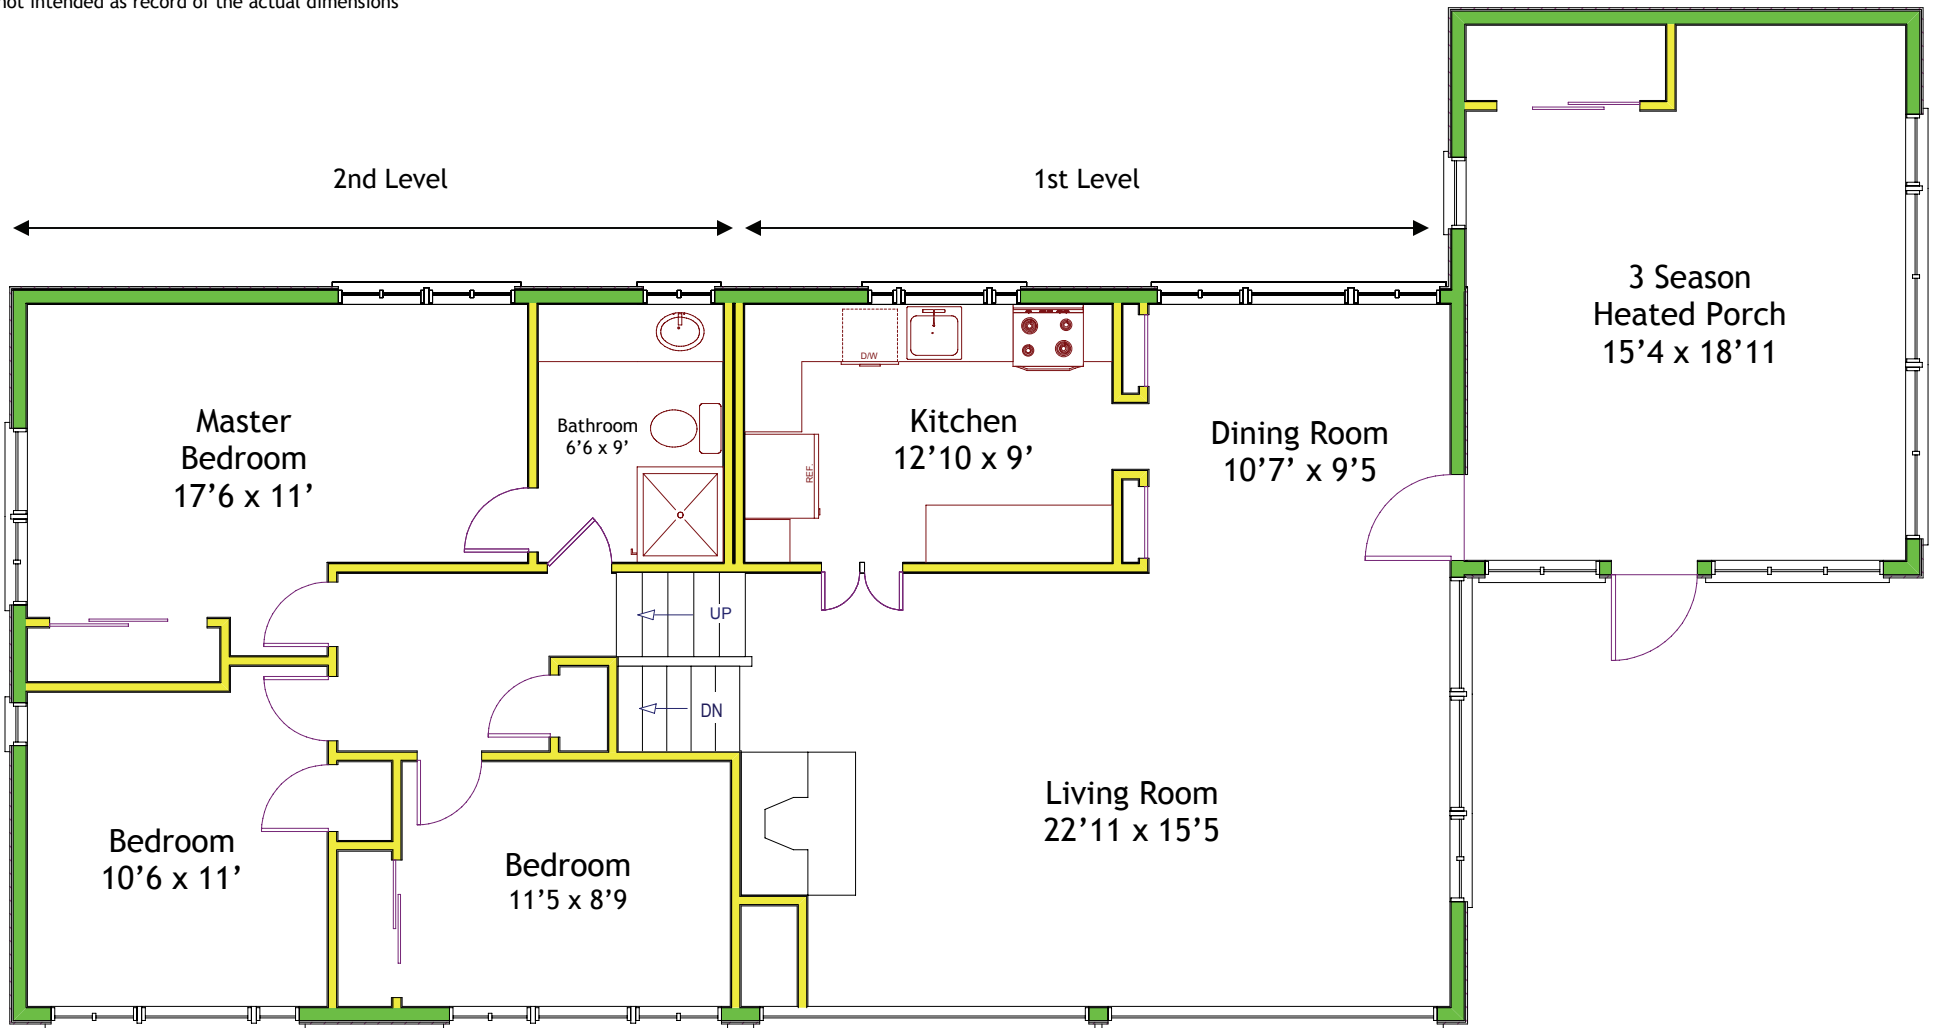 not intended as record of the actual dimensions
2nd Level
1st Level
3 Season
Heated Porch
15’4 x 18’11
Master
Bedroom
17’6 x 11’
Bathroom
6’6 x 9’
D/W
REF.
Kitchen
12’10 x 9’
Dining Room
10’7’ x 9’5
UP
DN
Living Room
22’11 x 15’5
Bedroom
10’6 x 11’
Bedroom
11’5 x 8’9